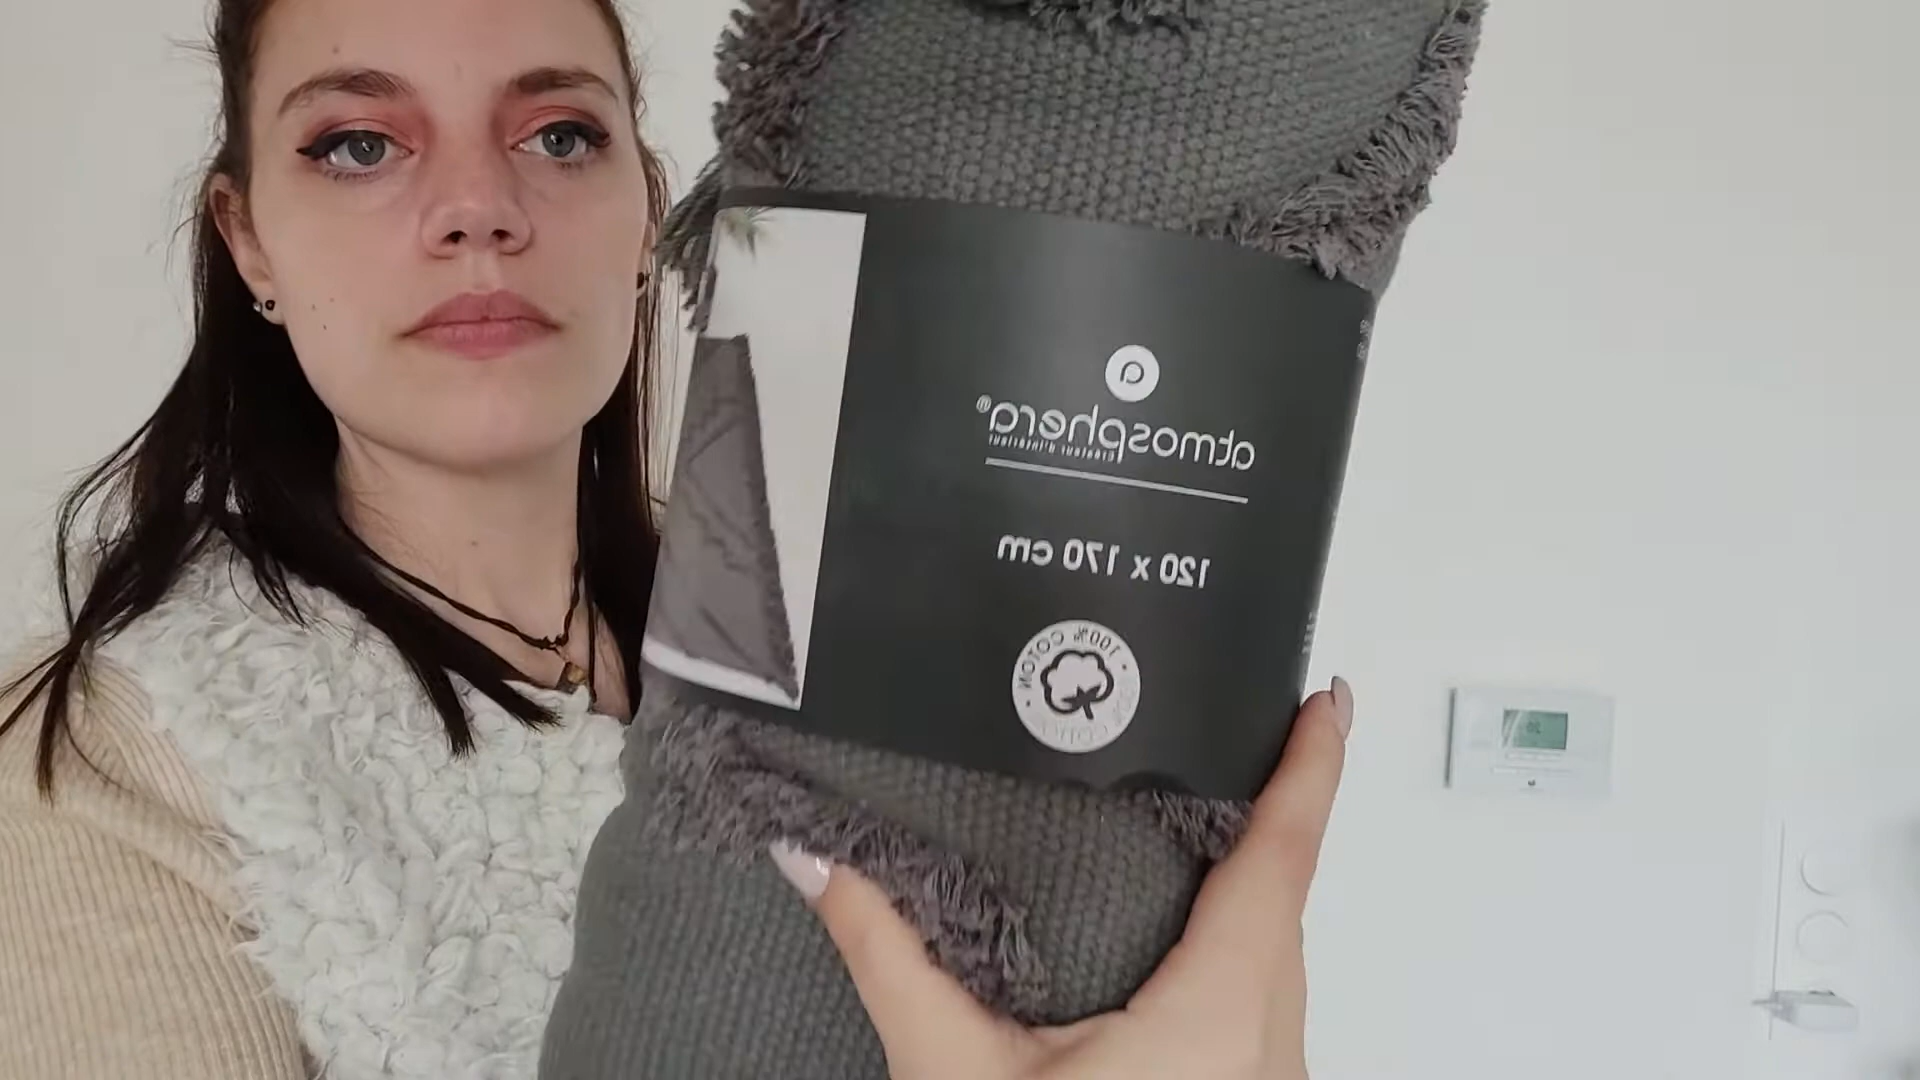 a
atmosphera®
Créateur d'intérieur
120 x 170 cm
100% COTON